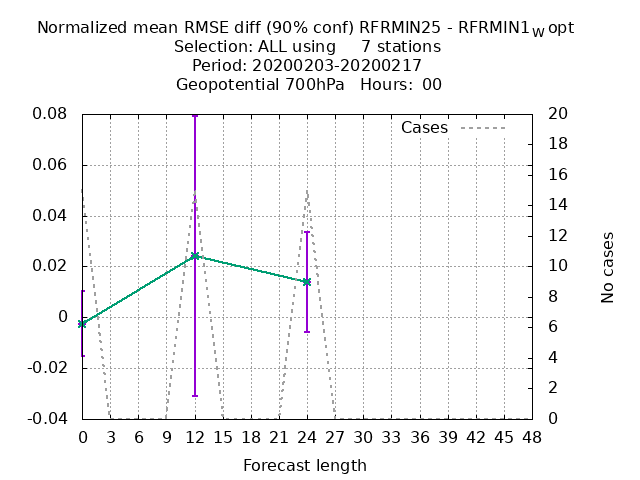 Normalized mean RMSE diff (90% conf) RFRMIN25 - RFRMIN1wopt
Selection: ALL using 7 stations
Period: 20200203-20200217
Geopotential 700hPa Hours: 00
Cases
0.08
0.06
0.04
0.02
0
-0.02
-0.04
20
18
16
14
12
10
8
6
4
2
0
No cases
0 3 6 9 12 15 18 21 24 27 30 33 36 39 42 45 48
Forecast length